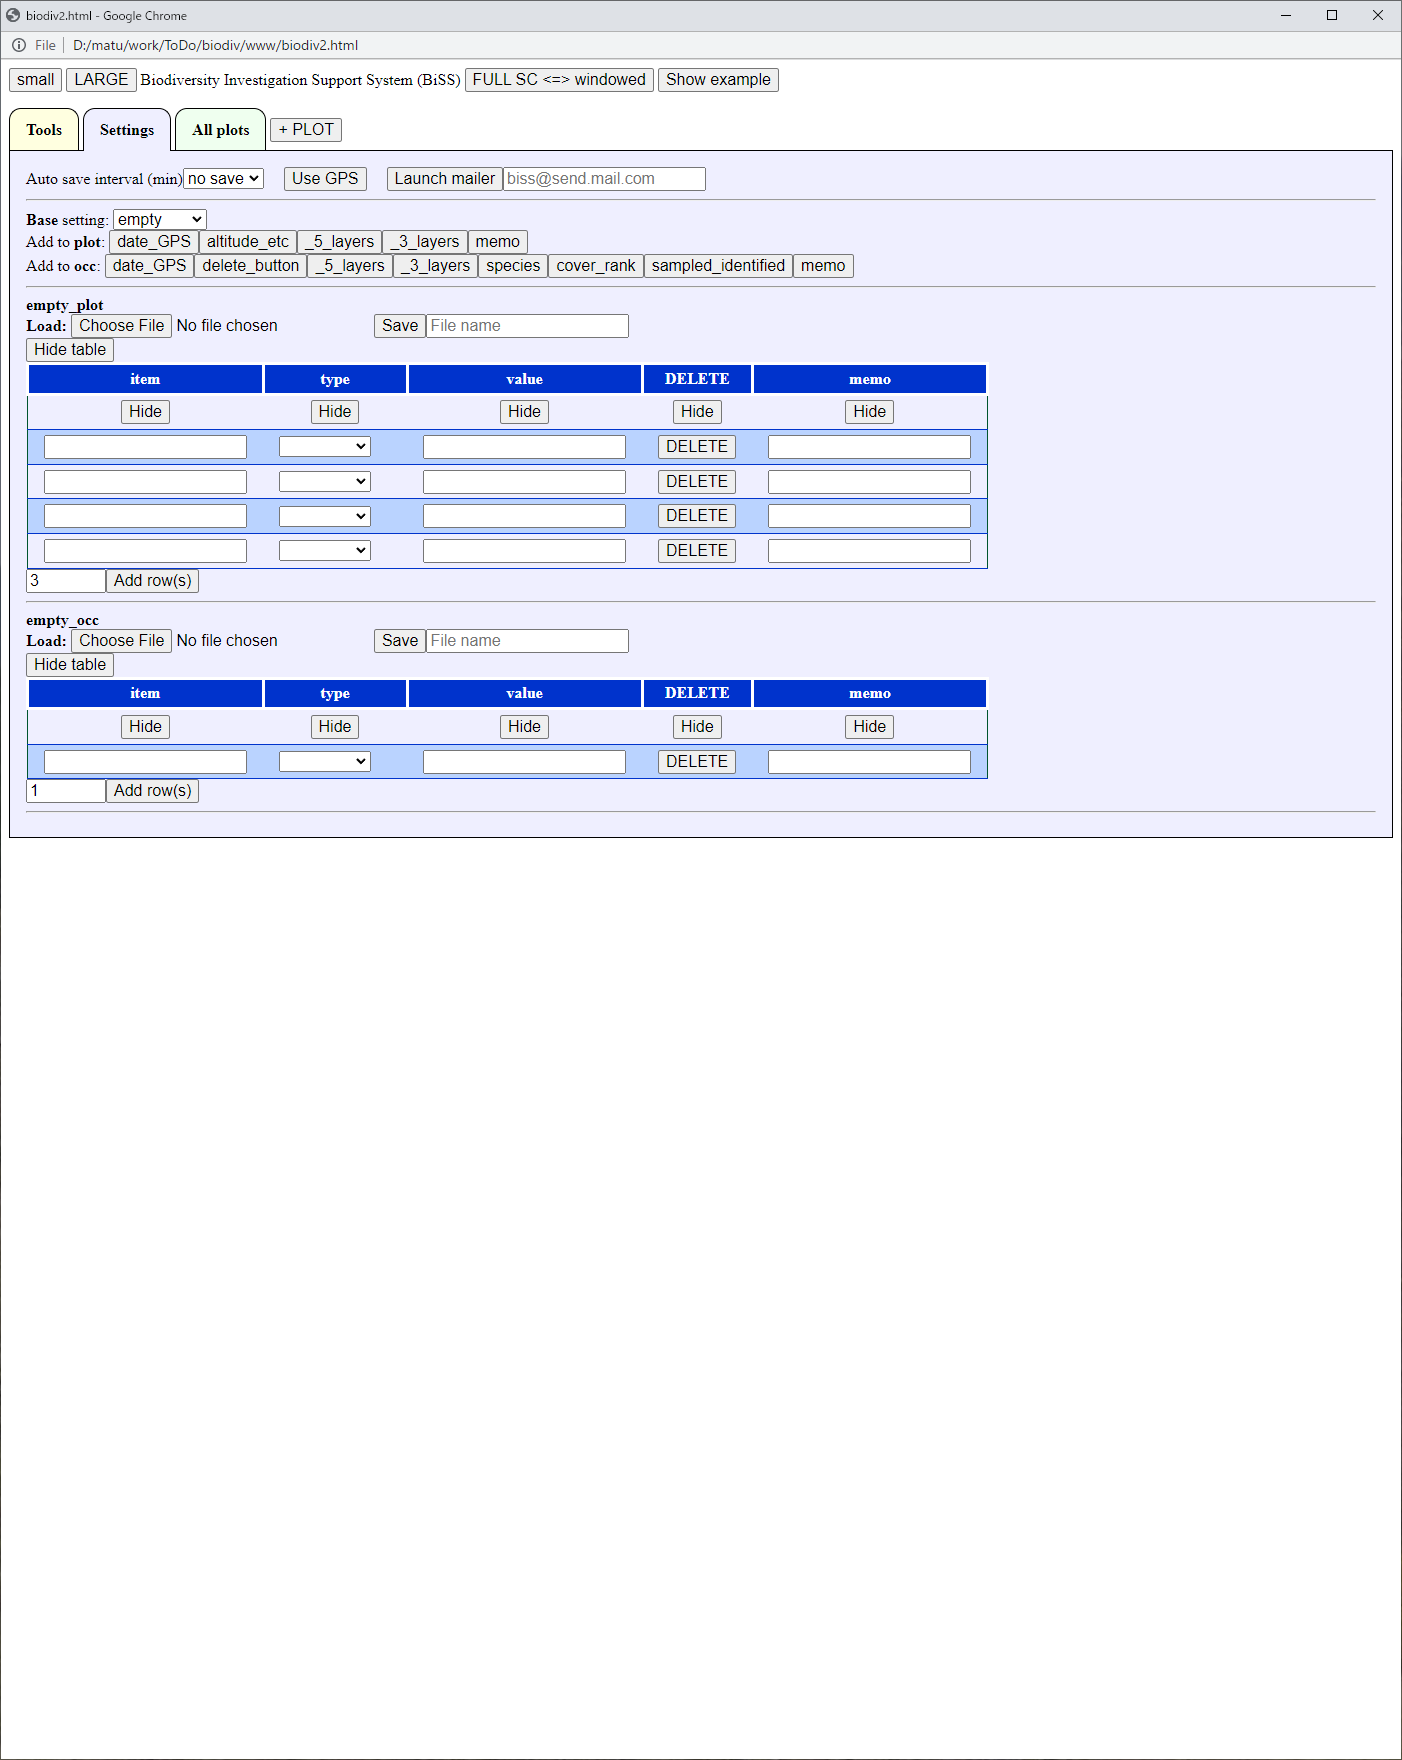 biodiv2.html - Google Chrome
File | D:/matu/work/ToDo/biodiv/www/biodiv2.html
small LARGE Biodiversity Investigation Support System (BiSS) FULL SC <=> windowed Show example
Tools Settings All plots + PLOT
Auto save interval (min) no save Use GPS Launch mailer biss@send.mail.com
Base setting: empty
Add to plot: date_GPS altitude_etc _5_layers _3_layers memo
Add to occ: date_GPS delete_button _5_layers _3_layers species cover_rank sampled_identified memo
empty_plot
Load: Choose File No file chosen Save File name
Hide table
item type value DELETE memo
Hide Hide Hide Hide Hide
DELETE
DELETE
DELETE
DELETE
3 Add row(s)
empty_occ
Load: Choose File No file chosen Save File name
Hide table
item type value DELETE memo
Hide Hide Hide Hide Hide
DELETE
1 Add row(s)